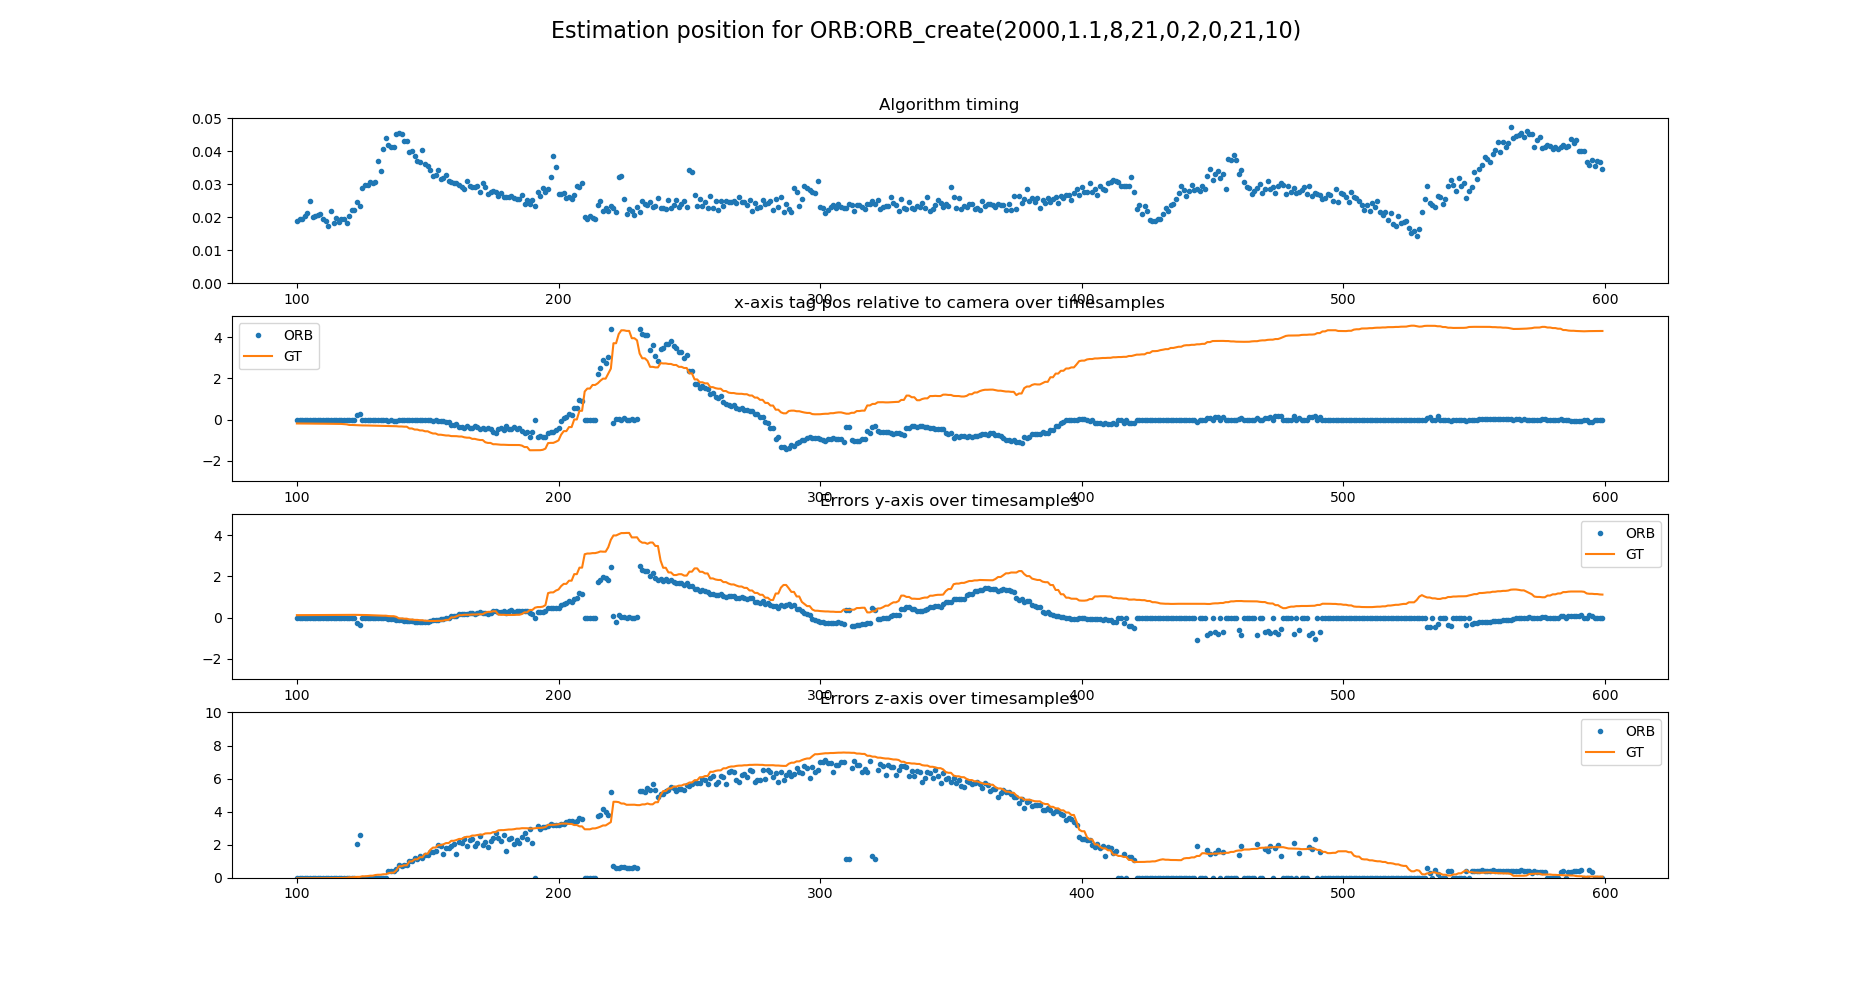 Estimation position for ORB:ORB_create(2000,1.1,8,21,0,2,0,21,10)
Algorithm timing
0.05
0.04
0.03
0.02
0.01
0.00
100 200 300 400 500 600
x-axis tag pos relative to camera over timesamples
ORB
GT
4
2
0
−2
100 200 300 400 500 600
Errors y-axis over timesamples
ORB
GT
4
2
0
−2
100 200 300 400 500 600
Errors z-axis over timesamples
ORB
GT
10
8
6
4
2
0
100 200 300 400 500 600